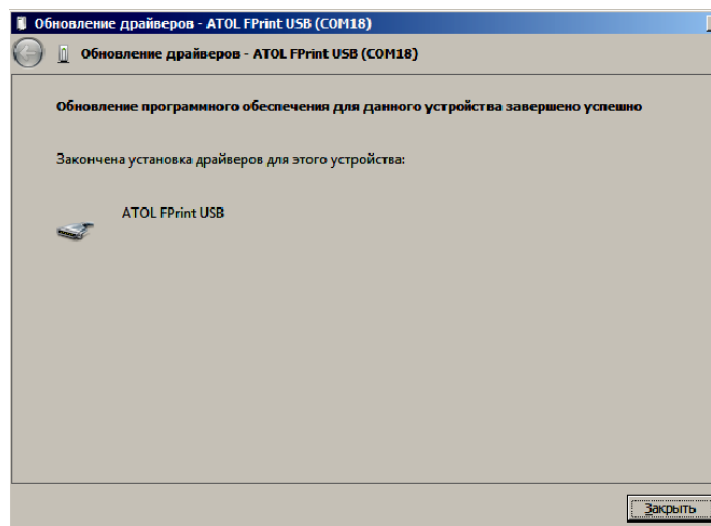 Обновление драйверов - ATOL FPrint USB (COM18)
Обновление драйверов - ATOL FPrint USB (COM18)
Обновление программного обеспечения для данного устройства завершено успешно
Закончена установка драйверов для этого устройства:
ATOL FPrint USB
Закрыть